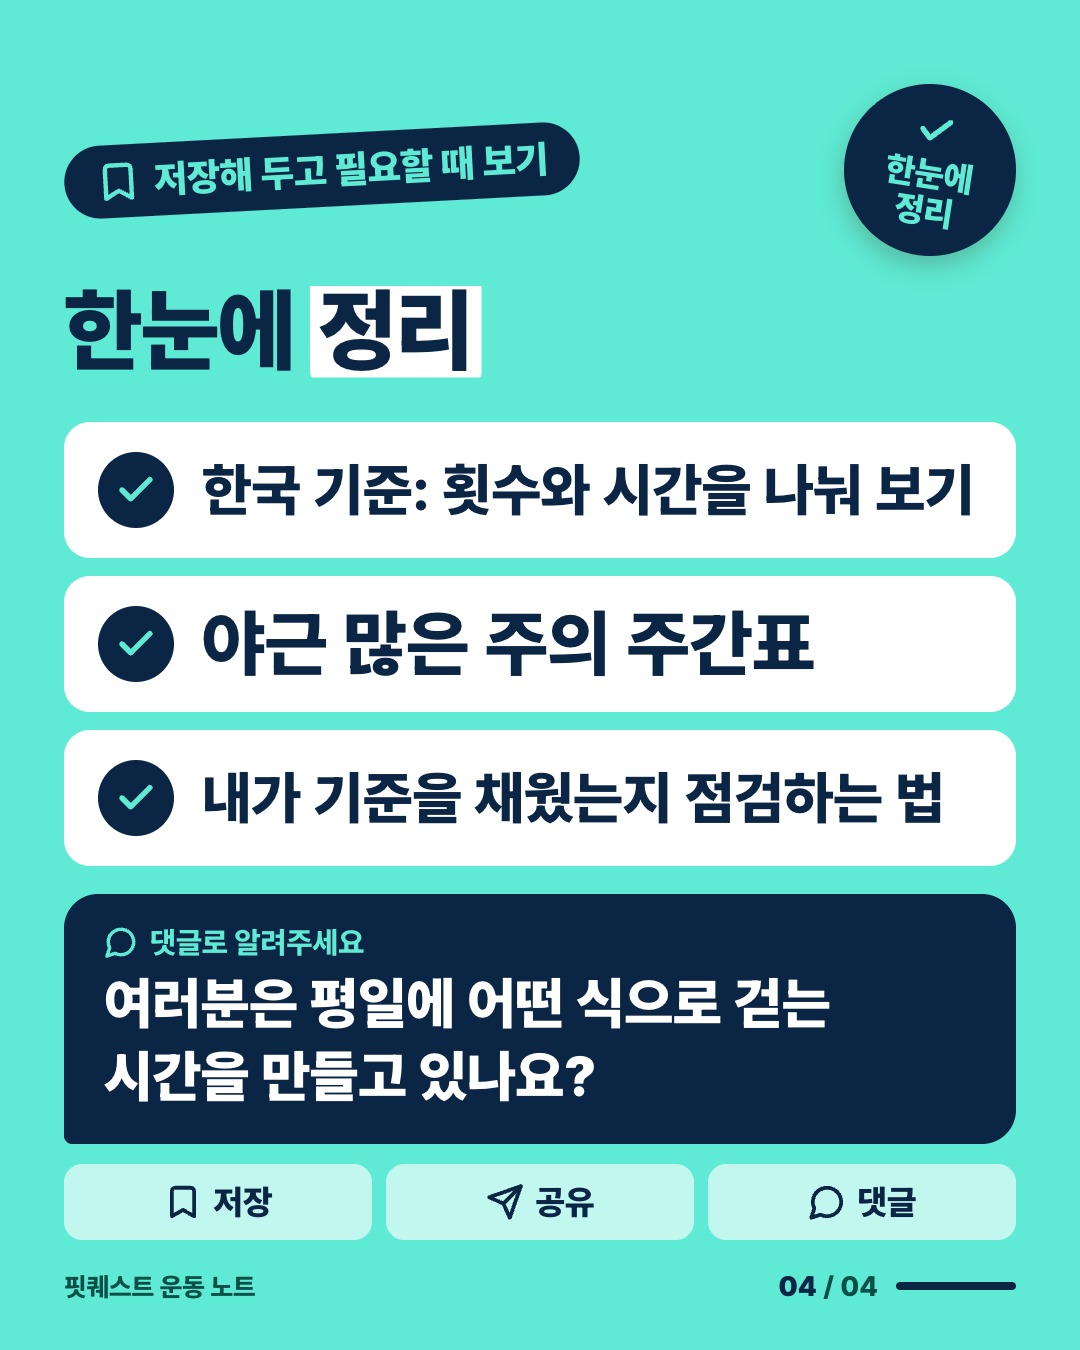 저장해 두고 필요할 때 보기
한눈에
정리
한눈에 정리
한국 기준: 횟수와 시간을 나눠 보기
야근 많은 주의 주간표
내가 기준을 채웠는지 점검하는 법
댓글로 알려주세요
여러분은 평일에 어떤 식으로 걷는
시간을 만들고 있나요?
저장
공유
댓글
핏퀘스트 운동 노트
04 / 04